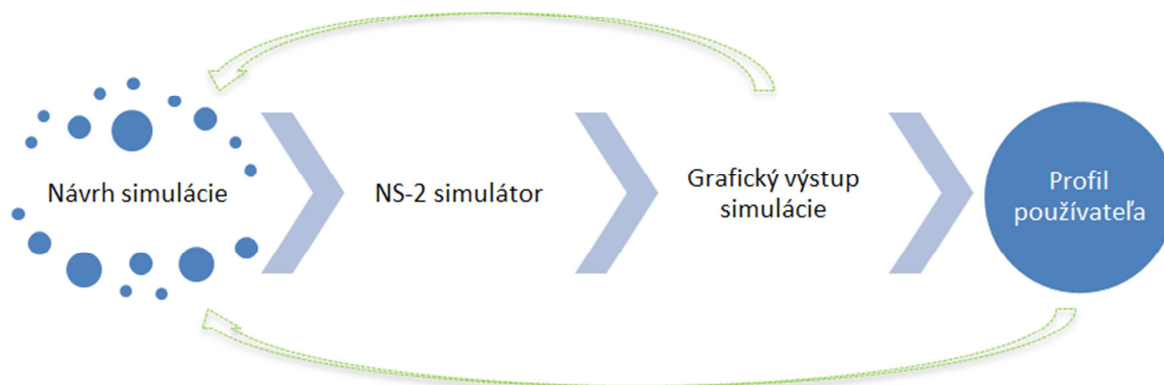 Návrh simulácie
NS-2 simulátor
Grafický výstup
simulácie
Profil
používateľa